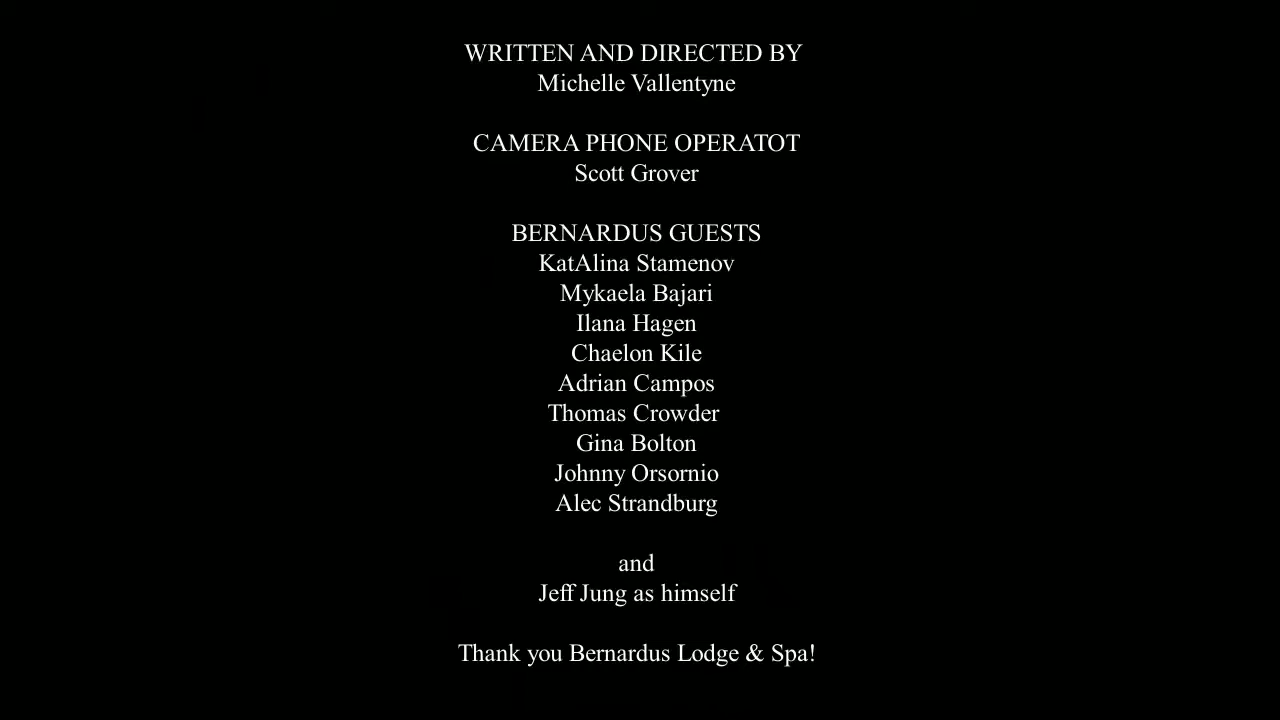 WRITTEN AND DIRECTED BY
Michelle Vallentyne
CAMERA PHONE OPERATOT
Scott Grover
BERNARDUS GUESTS
KatAlina Stamenov
Mykaela Bajari
Ilana Hagen
Chaelon Kile
Adrian Campos
Thomas Crowder
Gina Bolton
Johnny Orsornio
Alec Strandburg
and
Jeff Jung as himself
Thank you Bernardus Lodge & Spa!